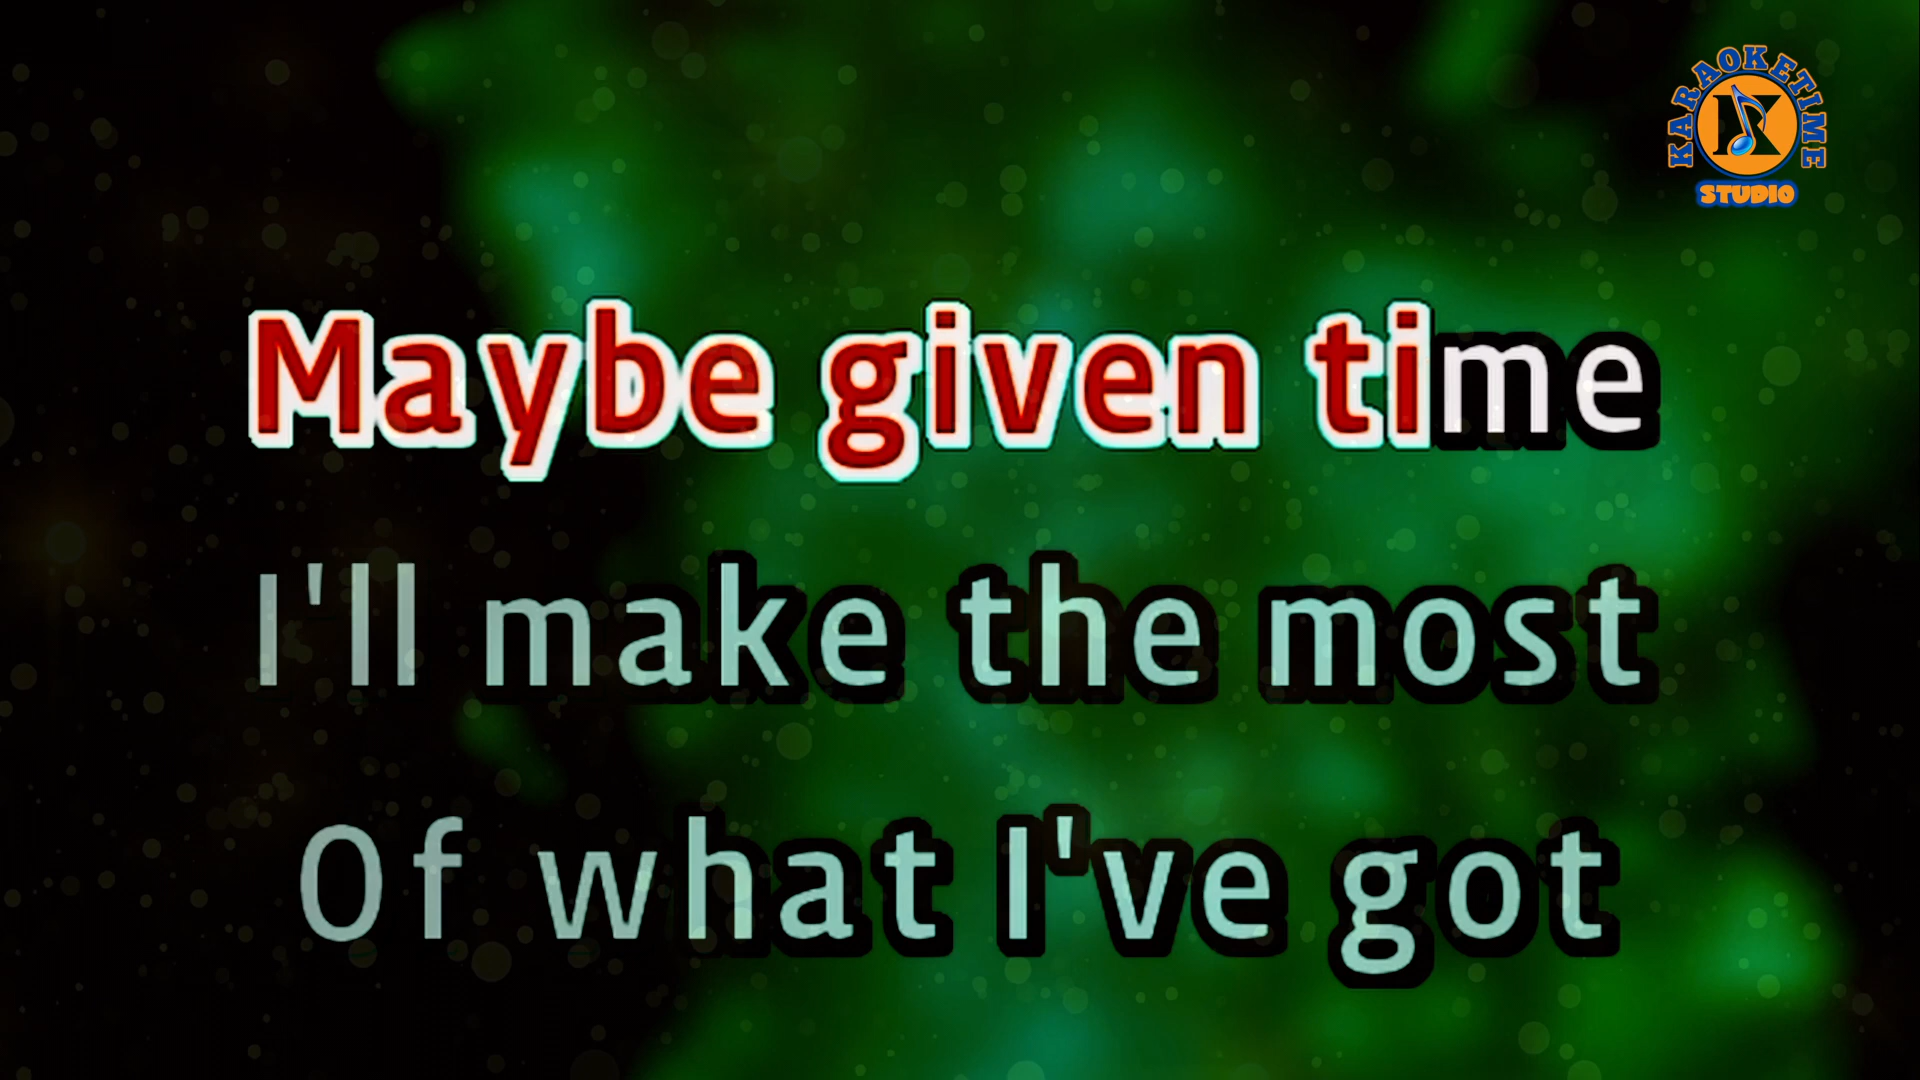 KARAOKETIME
K
STUDIO
Maybe given time
I'll make the most
Of what I've got